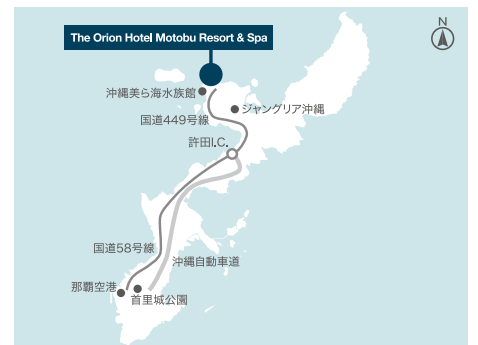 N
The Orion Hotel Motobu Resort & Spa
沖縄美ら海水族館
ジャングリア沖縄
国道449号線
許田I.C.
国道58号線
沖縄自動車道
那覇空港
首里城公園